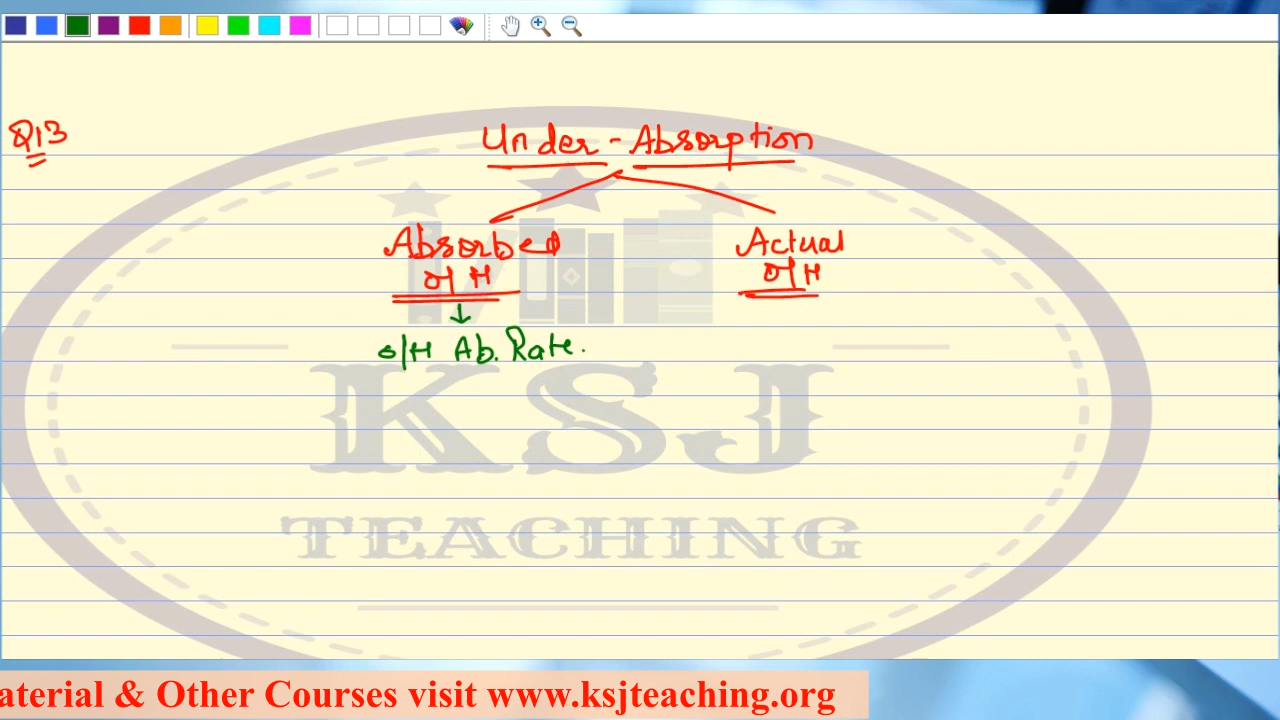 Q13
Under - Absorption
Absorbed Actual
O/H O/H
O/H Ab. Rate.
KSJ
TEACHING
aterial & Other Courses visit www.ksjteaching.org